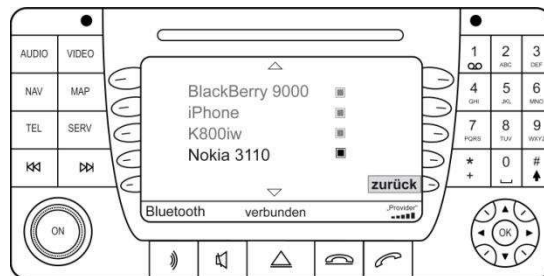 AUDIO VIDEO
NAV MAP
TEL SERV
ON
BlackBerry 9000
iPhone
K800iw
Nokia 3110
zurück
Bluetooth verbunden „Provider"
1 2 ABC 3 DEF
4 GHI 5 JKL 6 MNO
7 PQRS 8 TUV 9 WXYZ
* + 0 #
OK